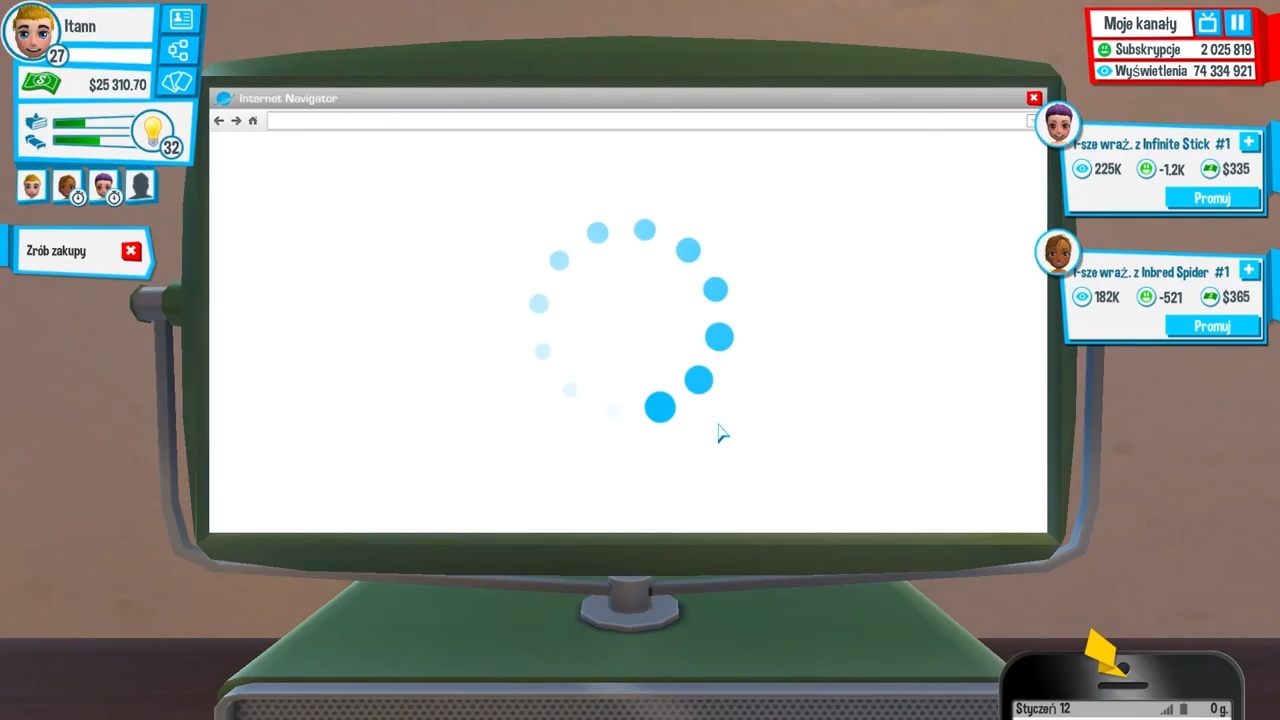 Itann
27
$25 310.70
32
Zrób zakupy
Internet Navigator
Moje kanały
Subskrypcje 2 025 819
Wyświetlenia 74 334 921
1-sze wraż. z Infinite Stick #1
225K -1.2K $335
Promuj
1-sze wraż. z Inbred Spider #1
182K -521 $365
Promuj
Styczeń 12 0 g.